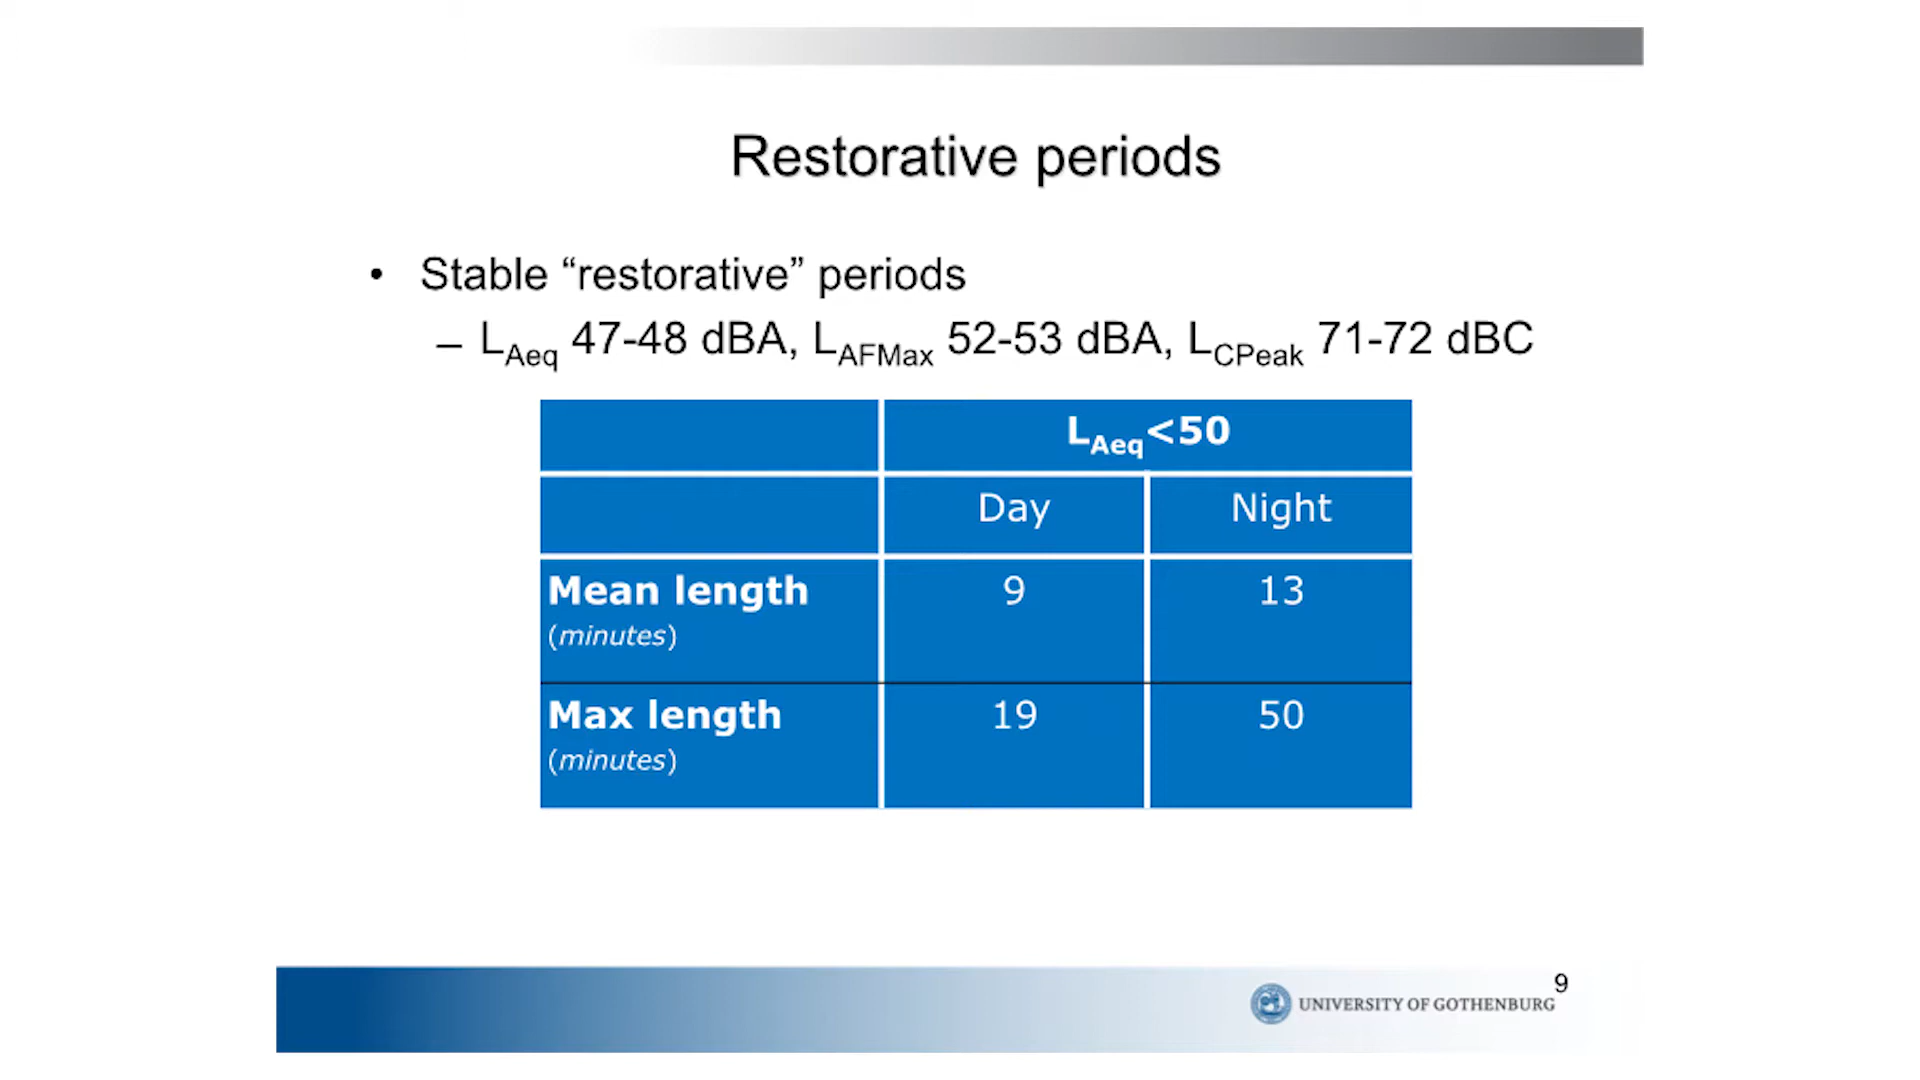 Restorative periods
• Stable “restorative” periods
– LAeq 47-48 dBA, LAFMax 52-53 dBA, LCPeak 71-72 dBC
LAeq<50
Day Night
Mean length 9 13
(minutes)
Max length 19 50
(minutes)
9
UNIVERSITY OF GOTHENBURG